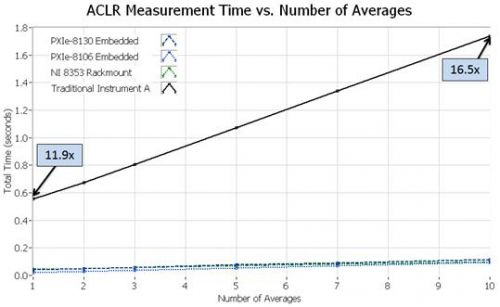 ACLR Measurement Time vs. Number of Averages
PXIe-8130 Embedded
PXIe-8106 Embedded
NI 8353 Rackmount
Traditional Instrument A
11.9x
16.5x
Total Time (seconds)
1.8
1.6
1.4
1.2
1.0
0.8
0.6
0.4
0.2
0.0
1 2 3 4 5 6 7 8 9 10
Number of Averages